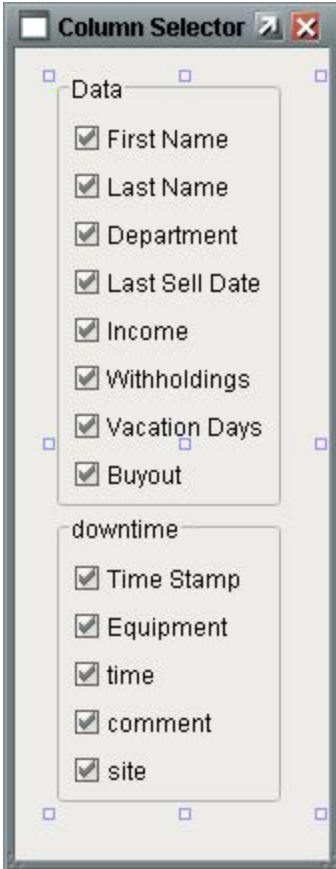 Column Selector
Data
First Name
Last Name
Department
Last Sell Date
Income
Withholdings
Vacation Days
Buyout
downtime
Time Stamp
Equipment
time
comment
site